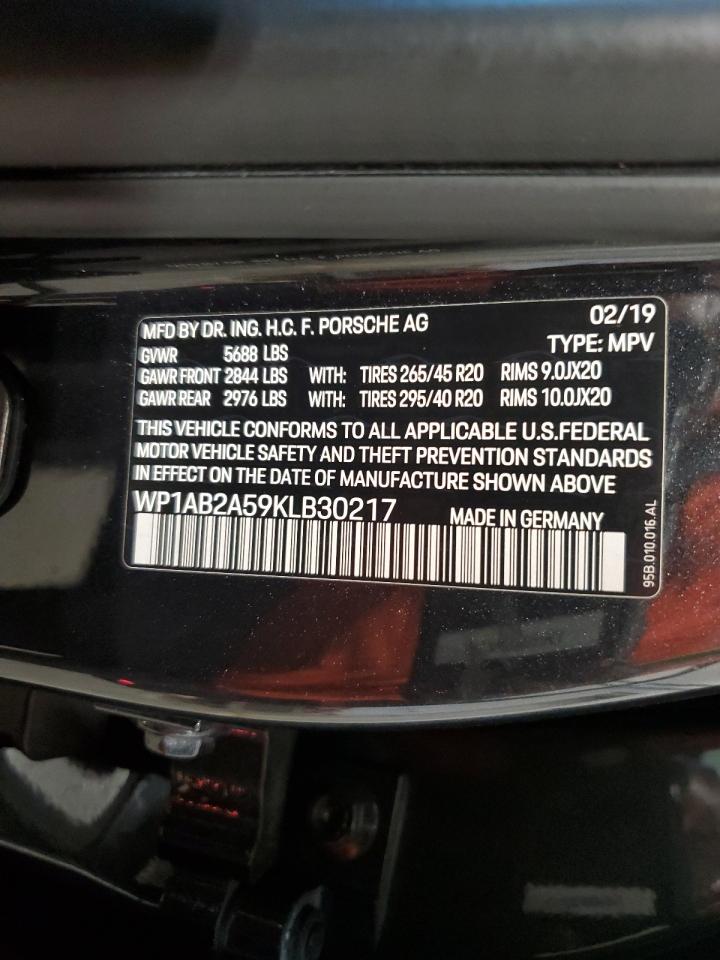 MFD BY DR. ING. H.C. F. PORSCHE AG 02/19
GVWR 5688 LBS TYPE: MPV
GAWR FRONT 2844 LBS WITH: TIRES 265/45 R20 RIMS 9.0JX20
GAWR REAR 2976 LBS WITH: TIRES 295/40 R20 RIMS 10.0JX20
THIS VEHICLE CONFORMS TO ALL APPLICABLE U.S.FEDERAL
MOTOR VEHICLE SAFETY AND THEFT PREVENTION STANDARDS
IN EFFECT ON THE DATE OF MANUFACTURE SHOWN ABOVE
WP1AB2A59KLB30217 MADE IN GERMANY
95B.010.016.AL